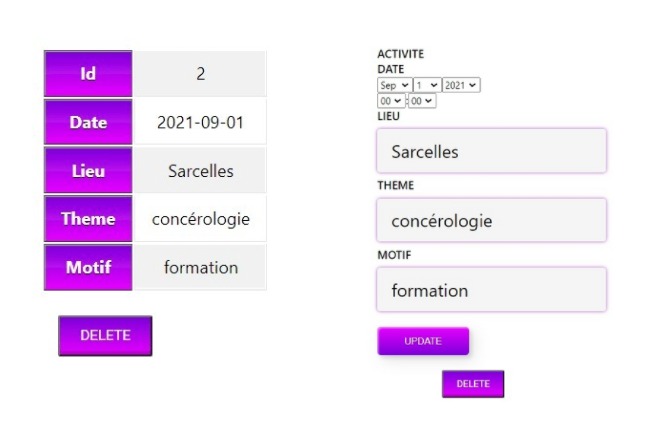 Id 2
Date 2021-09-01
Lieu Sarcelles
Theme concérologie
Motif formation
DELETE
ACTIVITE
DATE
Sep 1 2021
00 : 00
LIEU
Sarcelles
THEME
concérologie
MOTIF
formation
UPDATE
DELETE